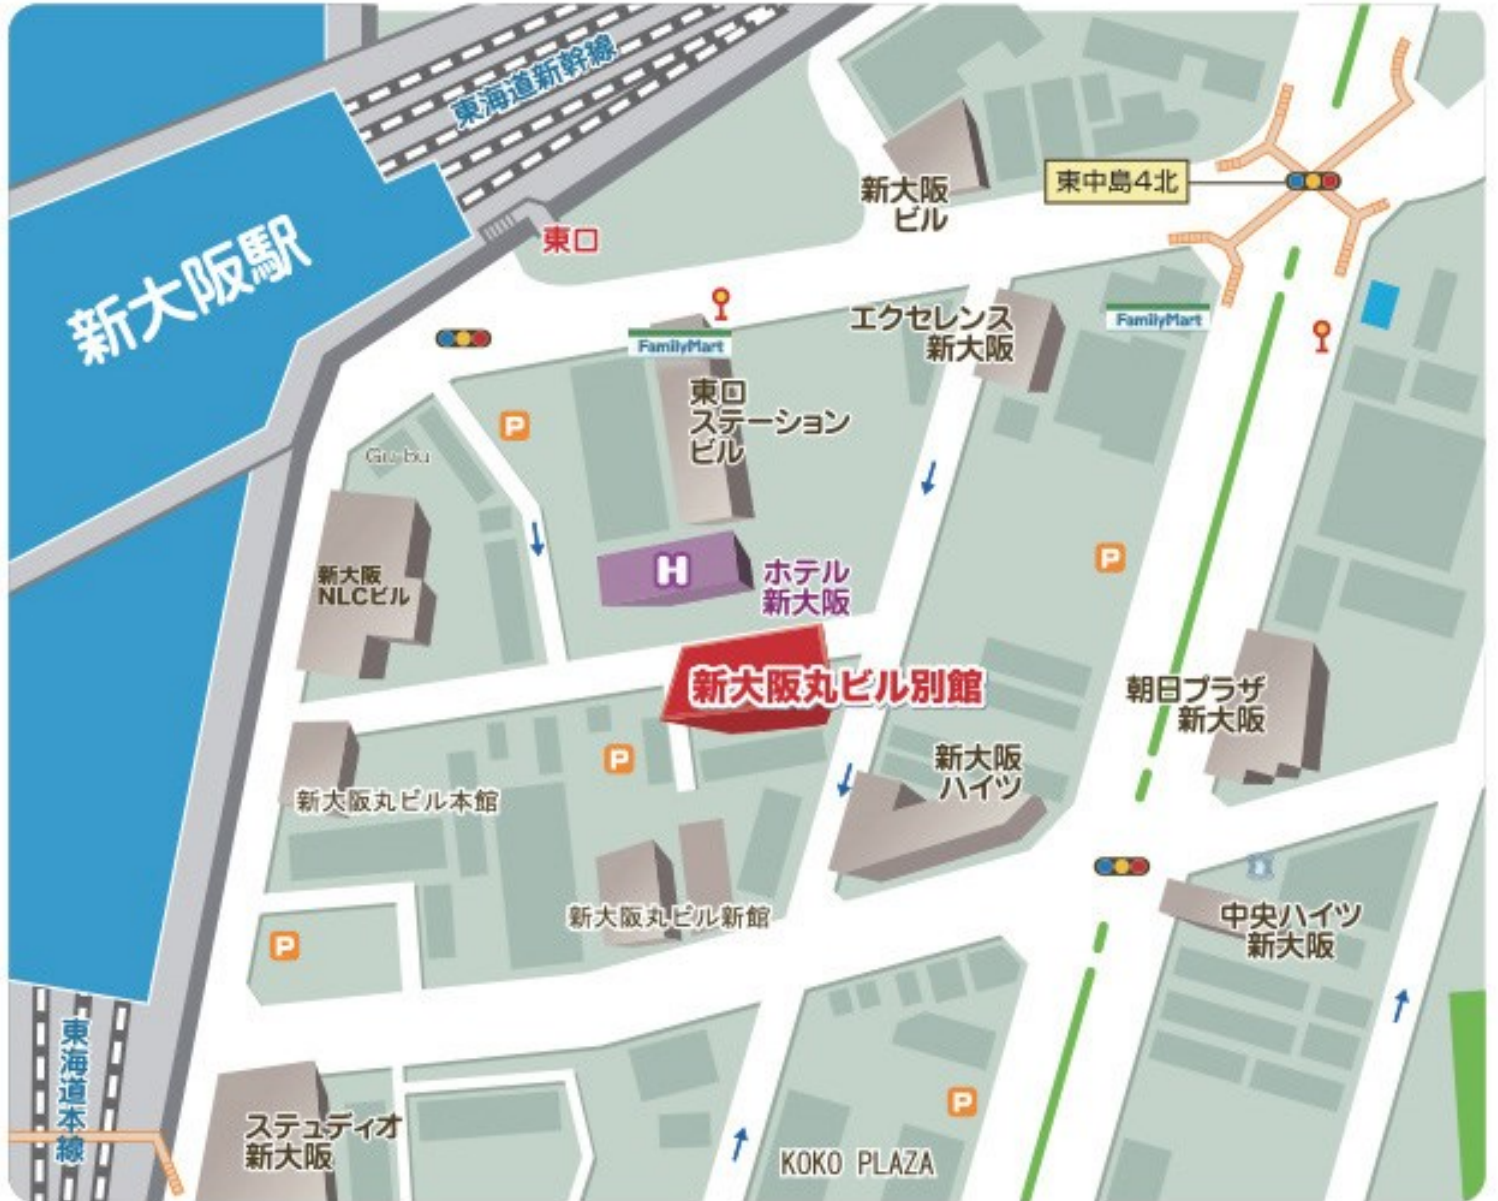 東海道新幹線
新大阪
ビル
東中島4北
東口
新大阪駅
エクセレンス
新大阪
FamilyMart
FamilyMart
東口
ステーション
ビル
P
Gu-bu
P
新大阪
NLCビル
H
ホテル
新大阪
新大阪丸ビル別館
朝日プラザ
新大阪
P
新大阪
ハイツ
新大阪丸ビル本館
新大阪丸ビル新館
中央ハイツ
新大阪
P
東海道本線
ステュディオ
新大阪
P
KOKO PLAZA